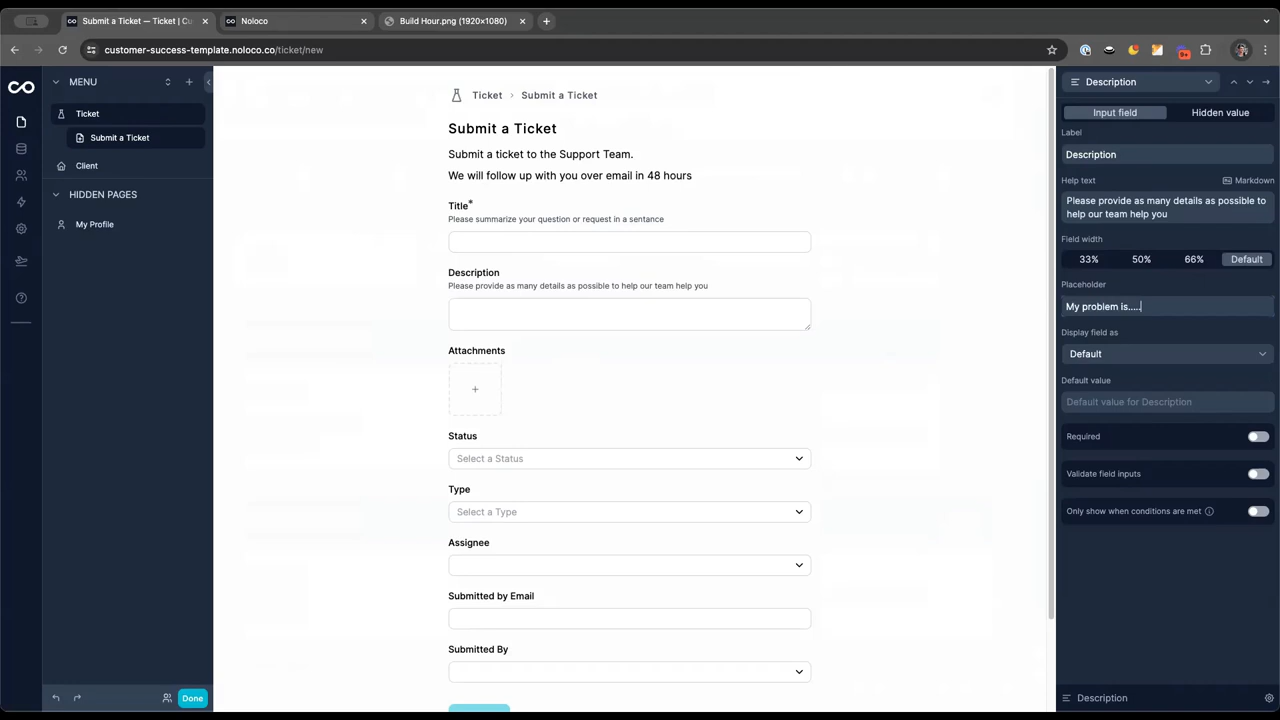 Submit a Ticket — Ticket | Cu
Noloco
Build Hour.png (1920×1080)
customer-success-template.noloco.co/ticket/new
9+
MENU
Ticket
Submit a Ticket
Client
HIDDEN PAGES
My Profile
Done
Ticket > Submit a Ticket
Submit a Ticket
Submit a ticket to the Support Team.
We will follow up with you over email in 48 hours
Title*
Please summarize your question or request in a sentance
Description
Please provide as many details as possible to help our team help you
Attachments
+
Status
Select a Status
Type
Select a Type
Assignee
Submitted by Email
Submitted By
Description
Input field
Hidden value
Label
Description
Help text
Markdown
Please provide as many details as possible to
help our team help you
Field width
33%
50%
66%
Default
Placeholder
My problem is.....
Display field as
Default
Default value
Default value for Description
Required
Validate field inputs
Only show when conditions are met
Description